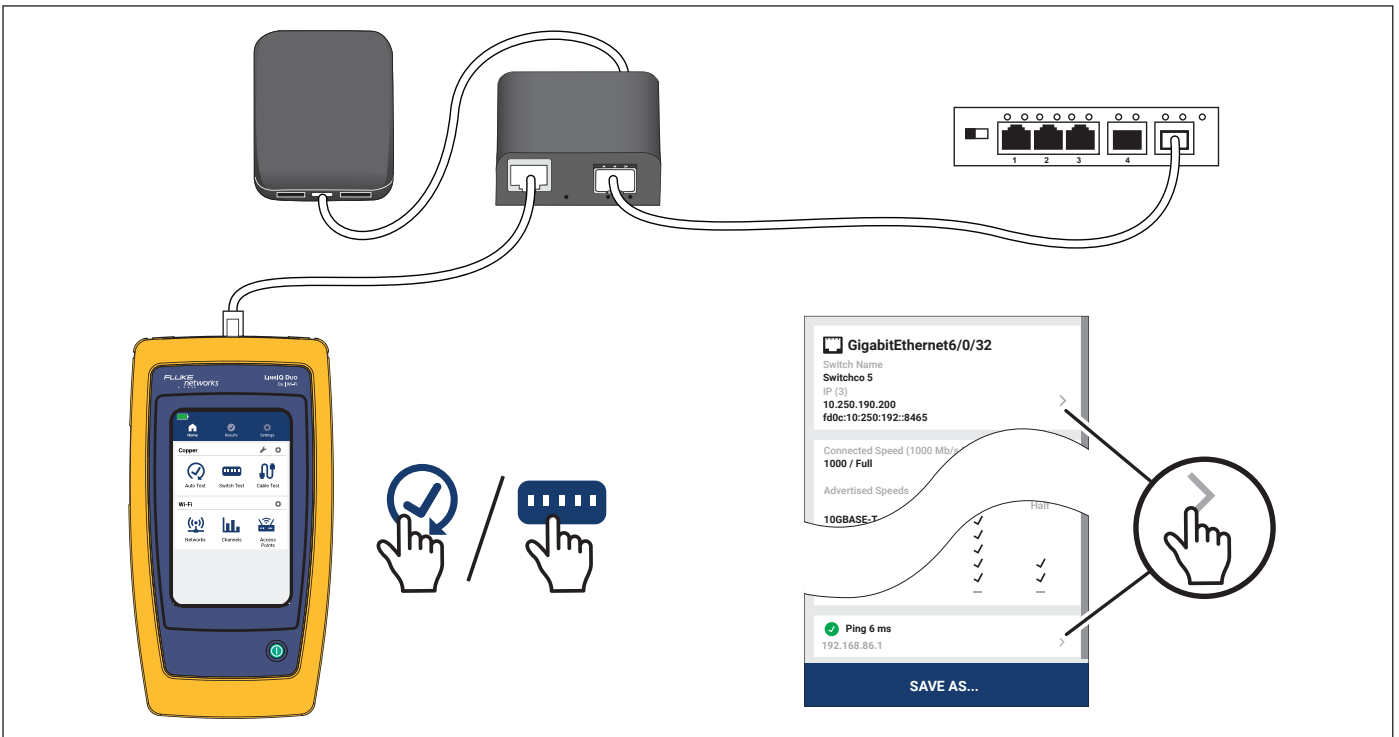 1 2 3 4
FLUKE
networks
LINKIQ DUO
Cu | Wi-Fi
Home Results Settings
Copper
Auto Test Switch Test Cable Test
Wi-Fi
Networks Channels Access
Points
GigabitEthernet6/0/32
Switch Name
Switchco 5
IP (3)
10.250.190.200
fd0c:10:250:192::8465
Connected Speed (1000 Mb/s
1000 / Full
Advertised Speeds
Half
10GBASE-T
Ping 6 ms
192.168.86.1
SAVE AS...